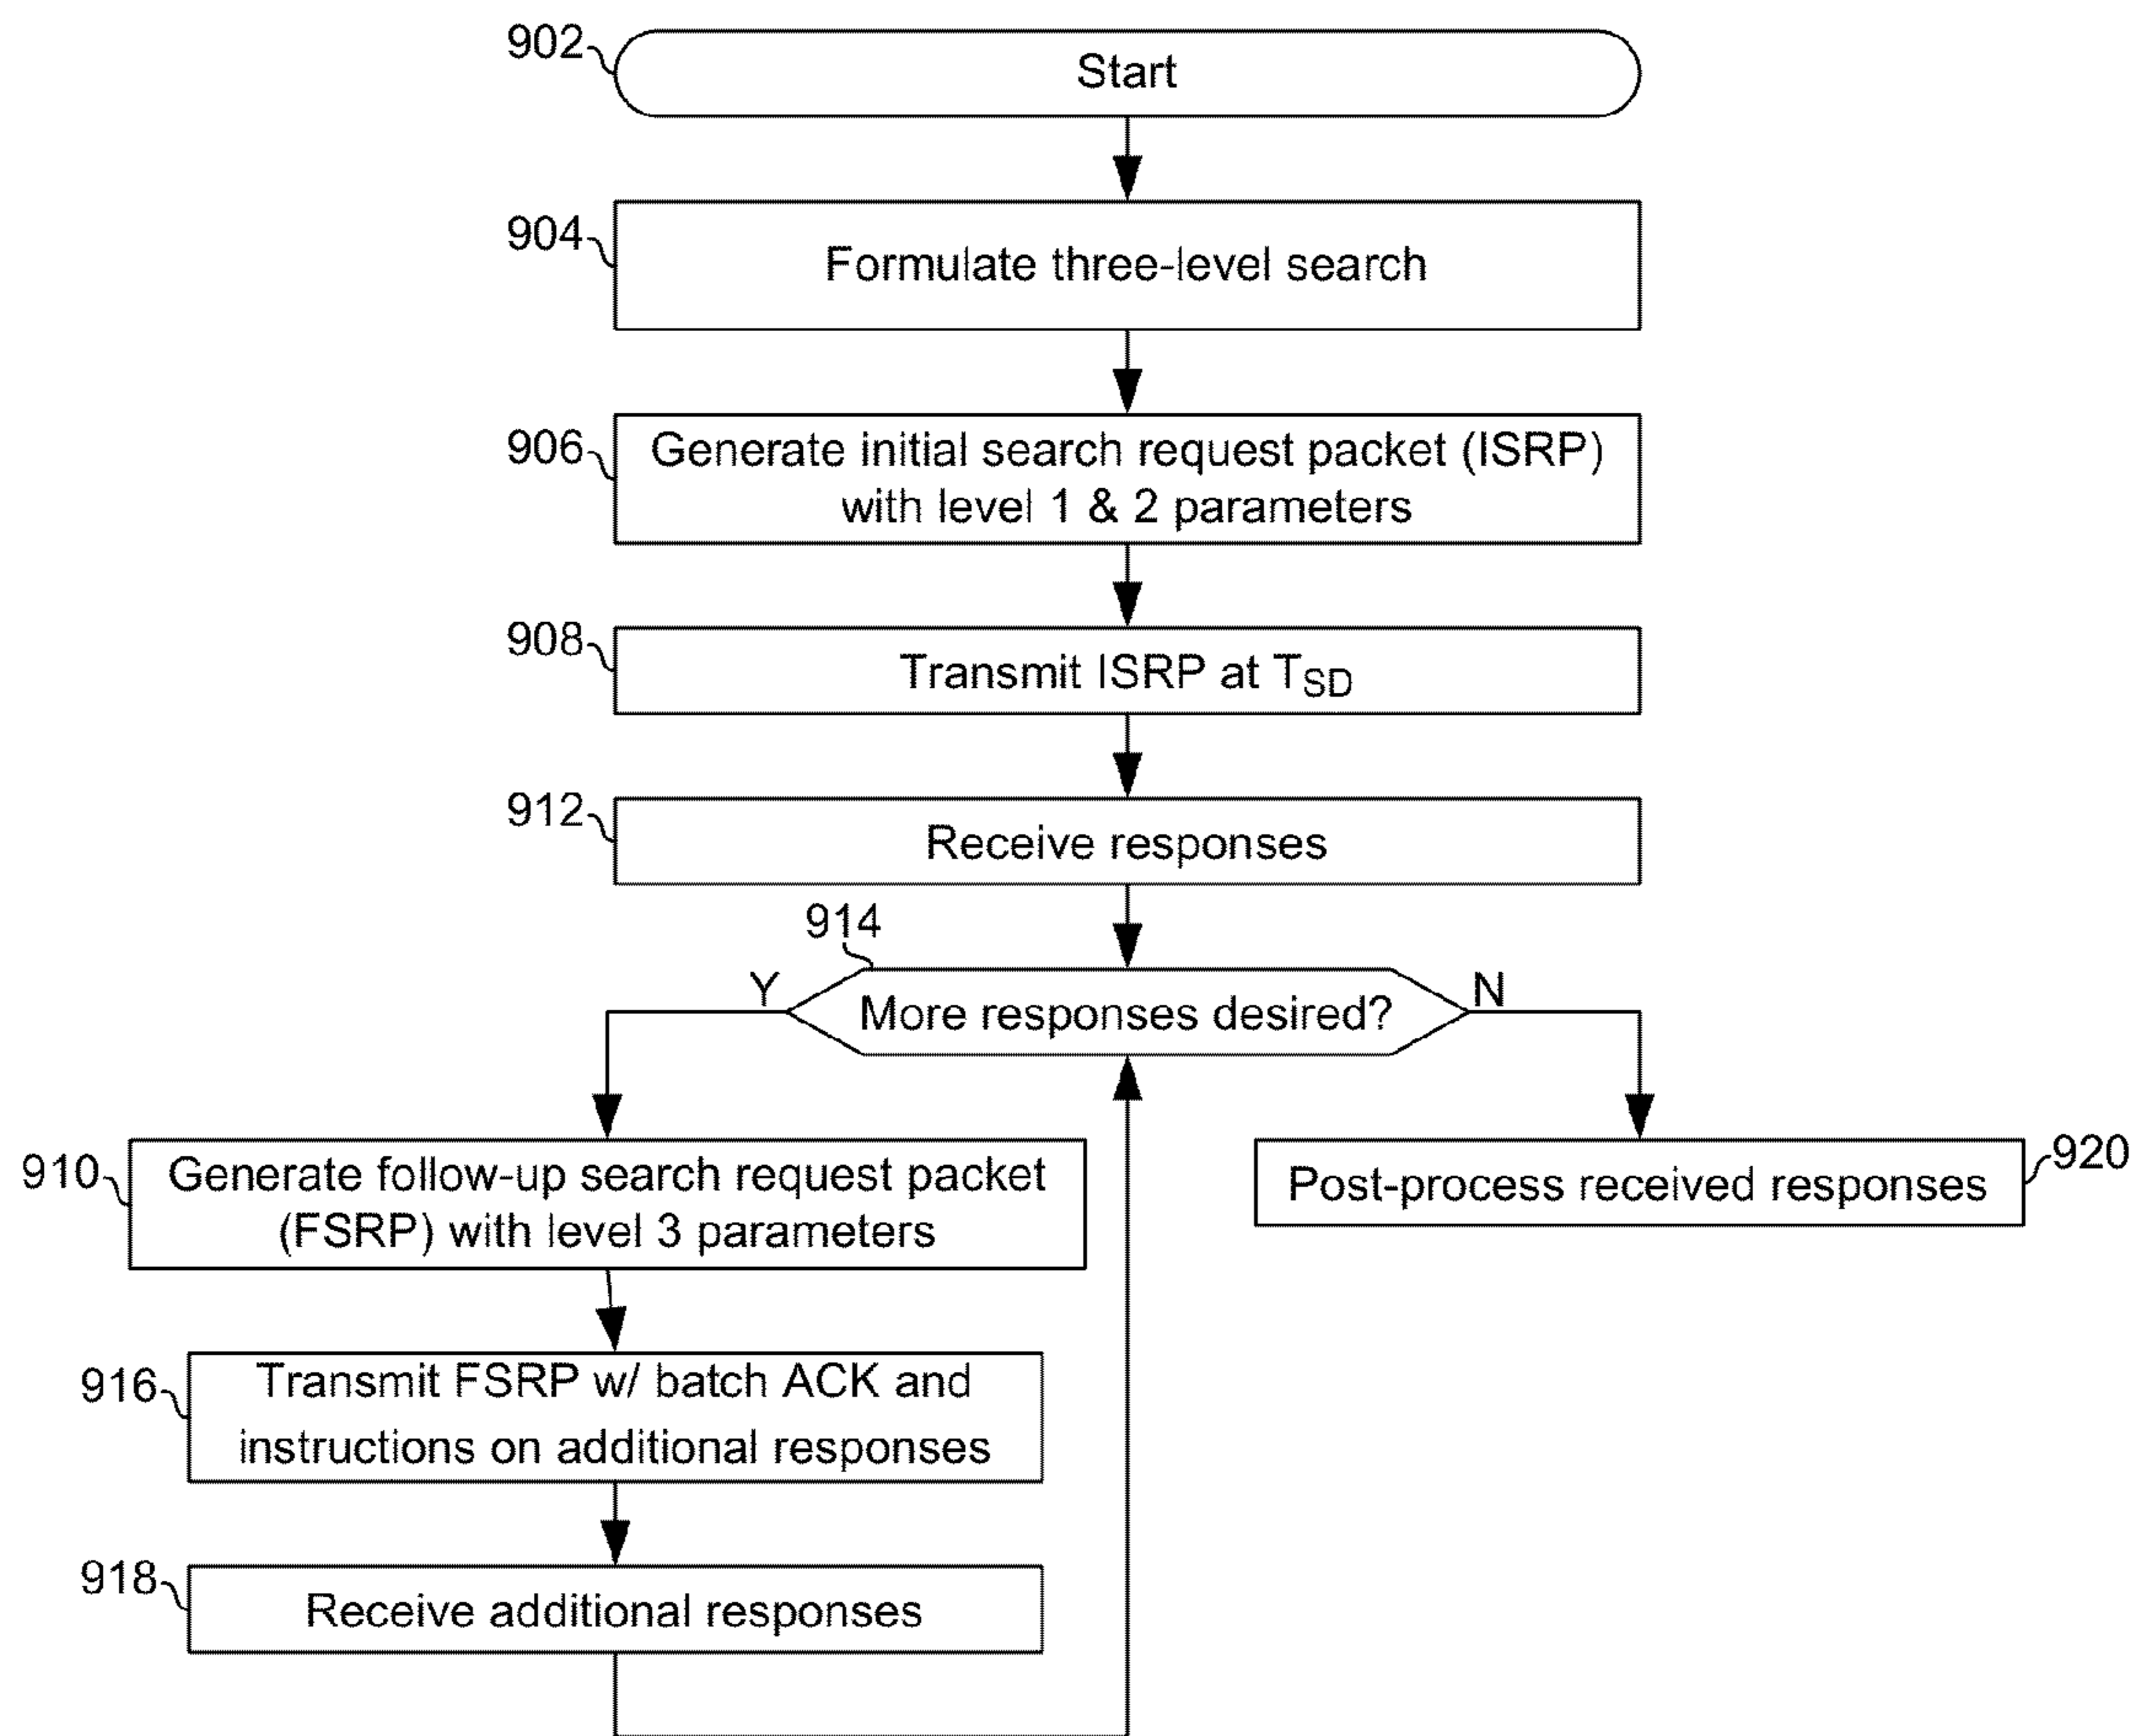 902
Start
904
Formulate three-level search
906
Generate initial search request packet (ISRP)
with level 1 & 2 parameters
908
Transmit ISRP at TSD
912
Receive responses
914
Y
More responses desired?
N
910
Generate follow-up search request packet
(FSRP) with level 3 parameters
Post-process received responses
920
916
Transmit FSRP w/ batch ACK and
instructions on additional responses
918
Receive additional responses